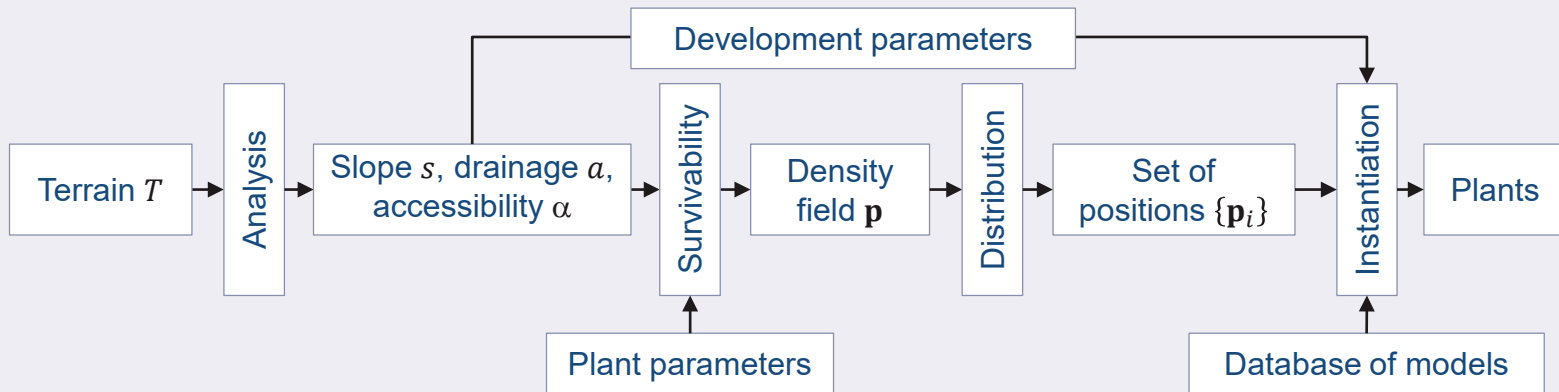 Development parameters
Terrain T
Analysis
Slope s, drainage a,
accessibility α
Survivability
Density
field p
Distribution
Set of
positions {pᵢ}
Instantiation
Plants
Plant parameters
Database of models